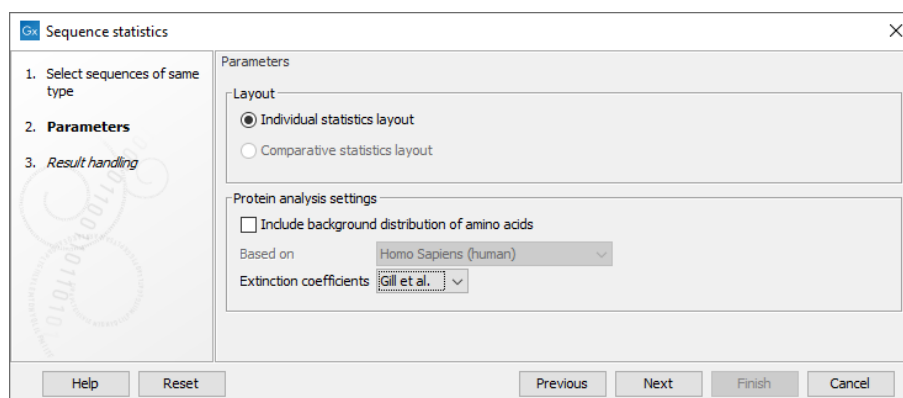 Gx Sequence statistics
1. Select sequences of same
type
2. Parameters
3. Result handling
Parameters
Layout
Individual statistics layout
Comparative statistics layout
Protein analysis settings
Include background distribution of amino acids
Based on Homo Sapiens (human)
Extinction coefficients Gill et al.
Help Reset Previous Next Finish Cancel